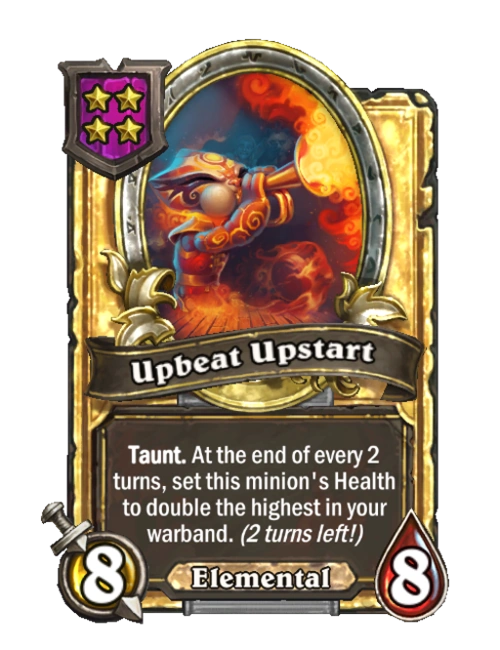 Upbeat Upstart
Taunt. At the end of every 2
turns, set this minion's Health
to double the highest in your
warband. (2 turns left!)
8
Elemental
8